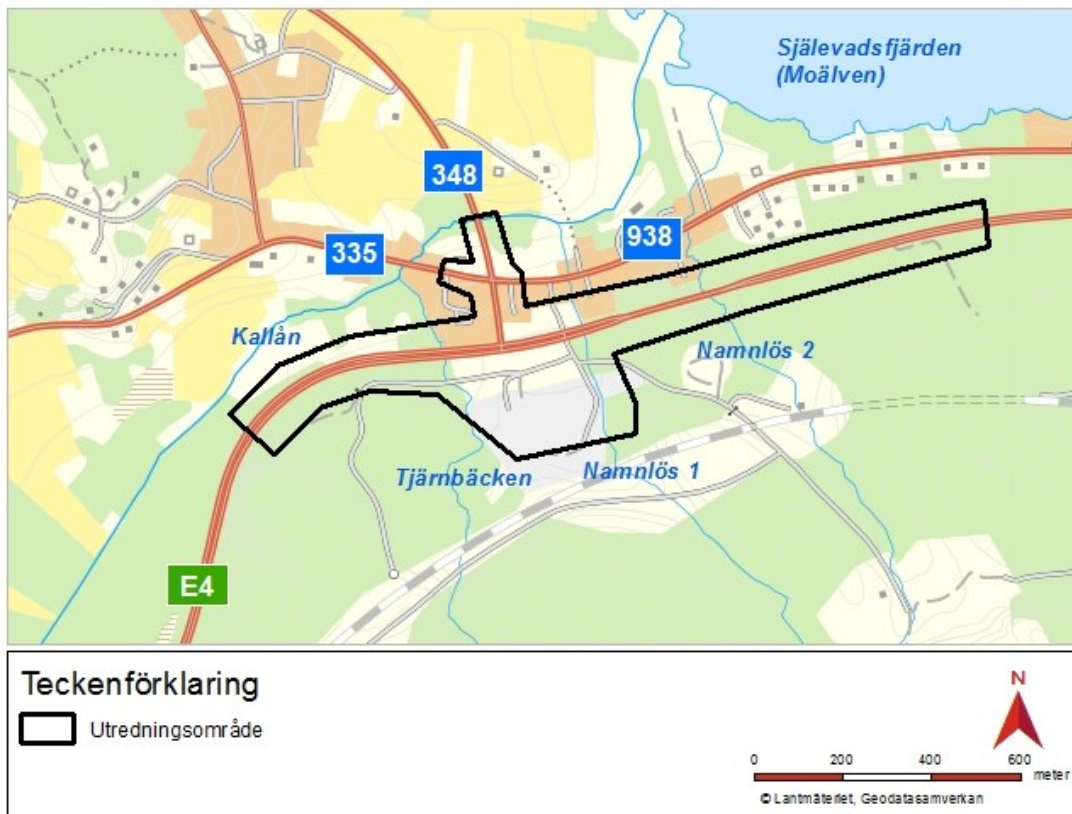 Själevadsfjärden
(Moälven)
348
938
335
Kallån
Namnlös 2
Tjärnbäcken
Namnlös 1
E4
Teckenförklaring
Utredningsområde
N
0 200 400 600
meter
© Lantmäteriet, Geodatasamverkan